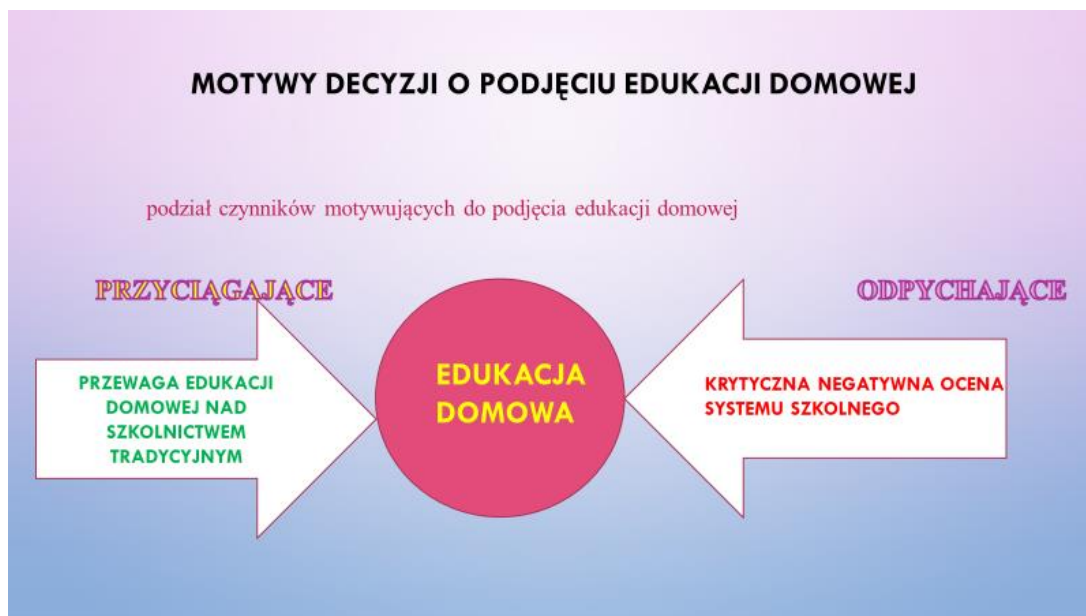 MOTYWY DECYZJI O PODJĘCIU EDUKACJI DOMOWEJ
podział czynników motywujących do podjęcia edukacji domowej
PRZYCIĄGAJĄCE
ODPYCHAJĄCE
PRZEWAGA EDUKACJI
DOMOWEJ NAD
SZKOLNICTWEM
TRADYCYJNYM
EDUKACJA
DOMOWA
KRYTYCZNA NEGATYWNA OCENA
SYSTEMU SZKOLNEGO